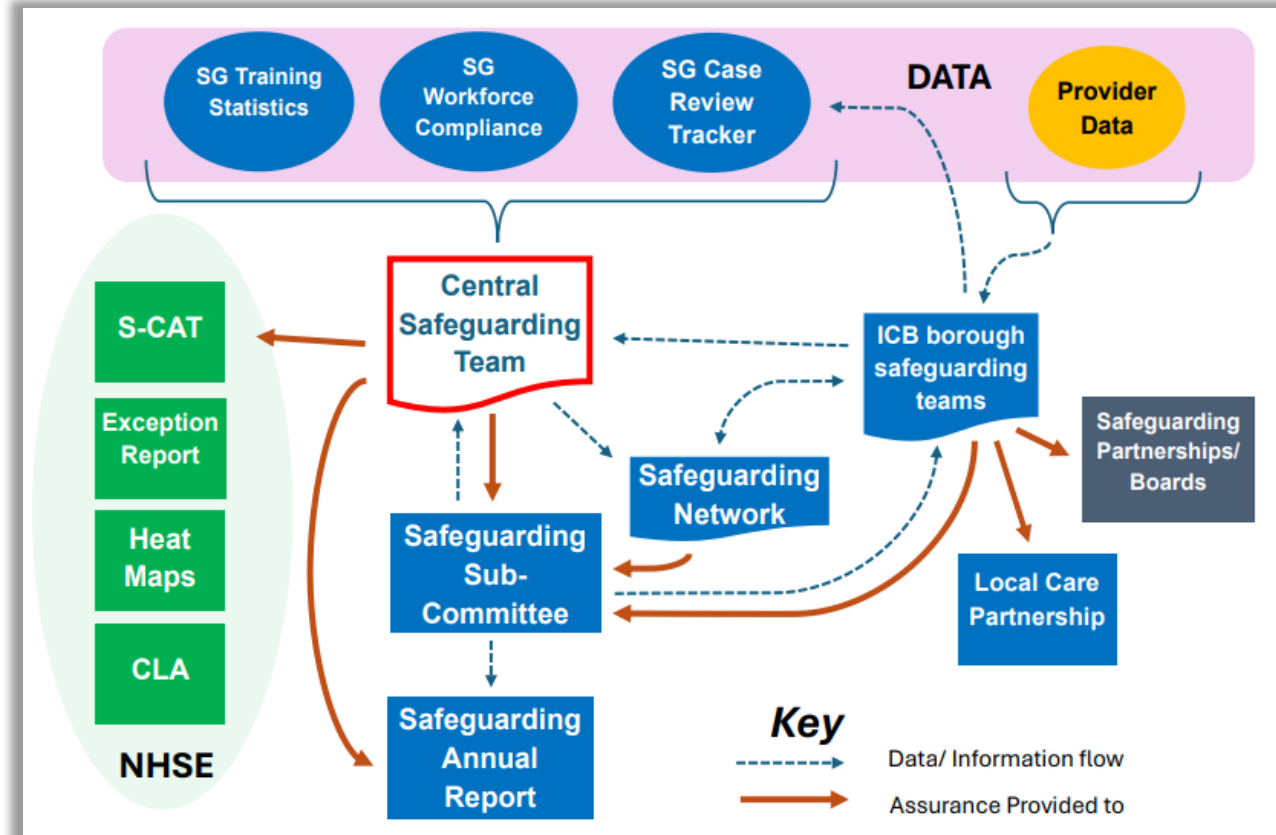 SG Training
Statistics
SG
Workforce
Compliance
SG Case
Review
Tracker
DATA
Provider
Data
Central
Safeguarding
Team
S-CAT
Exception
Report
Heat
Maps
CLA
NHSE
ICB borough
safeguarding
teams
Safeguarding
Partnerships/
Boards
Safeguarding
Network
Safeguarding
Sub-
Committee
Local Care
Partnership
Safeguarding
Annual
Report
Key
Data/ Information flow
Assurance Provided to